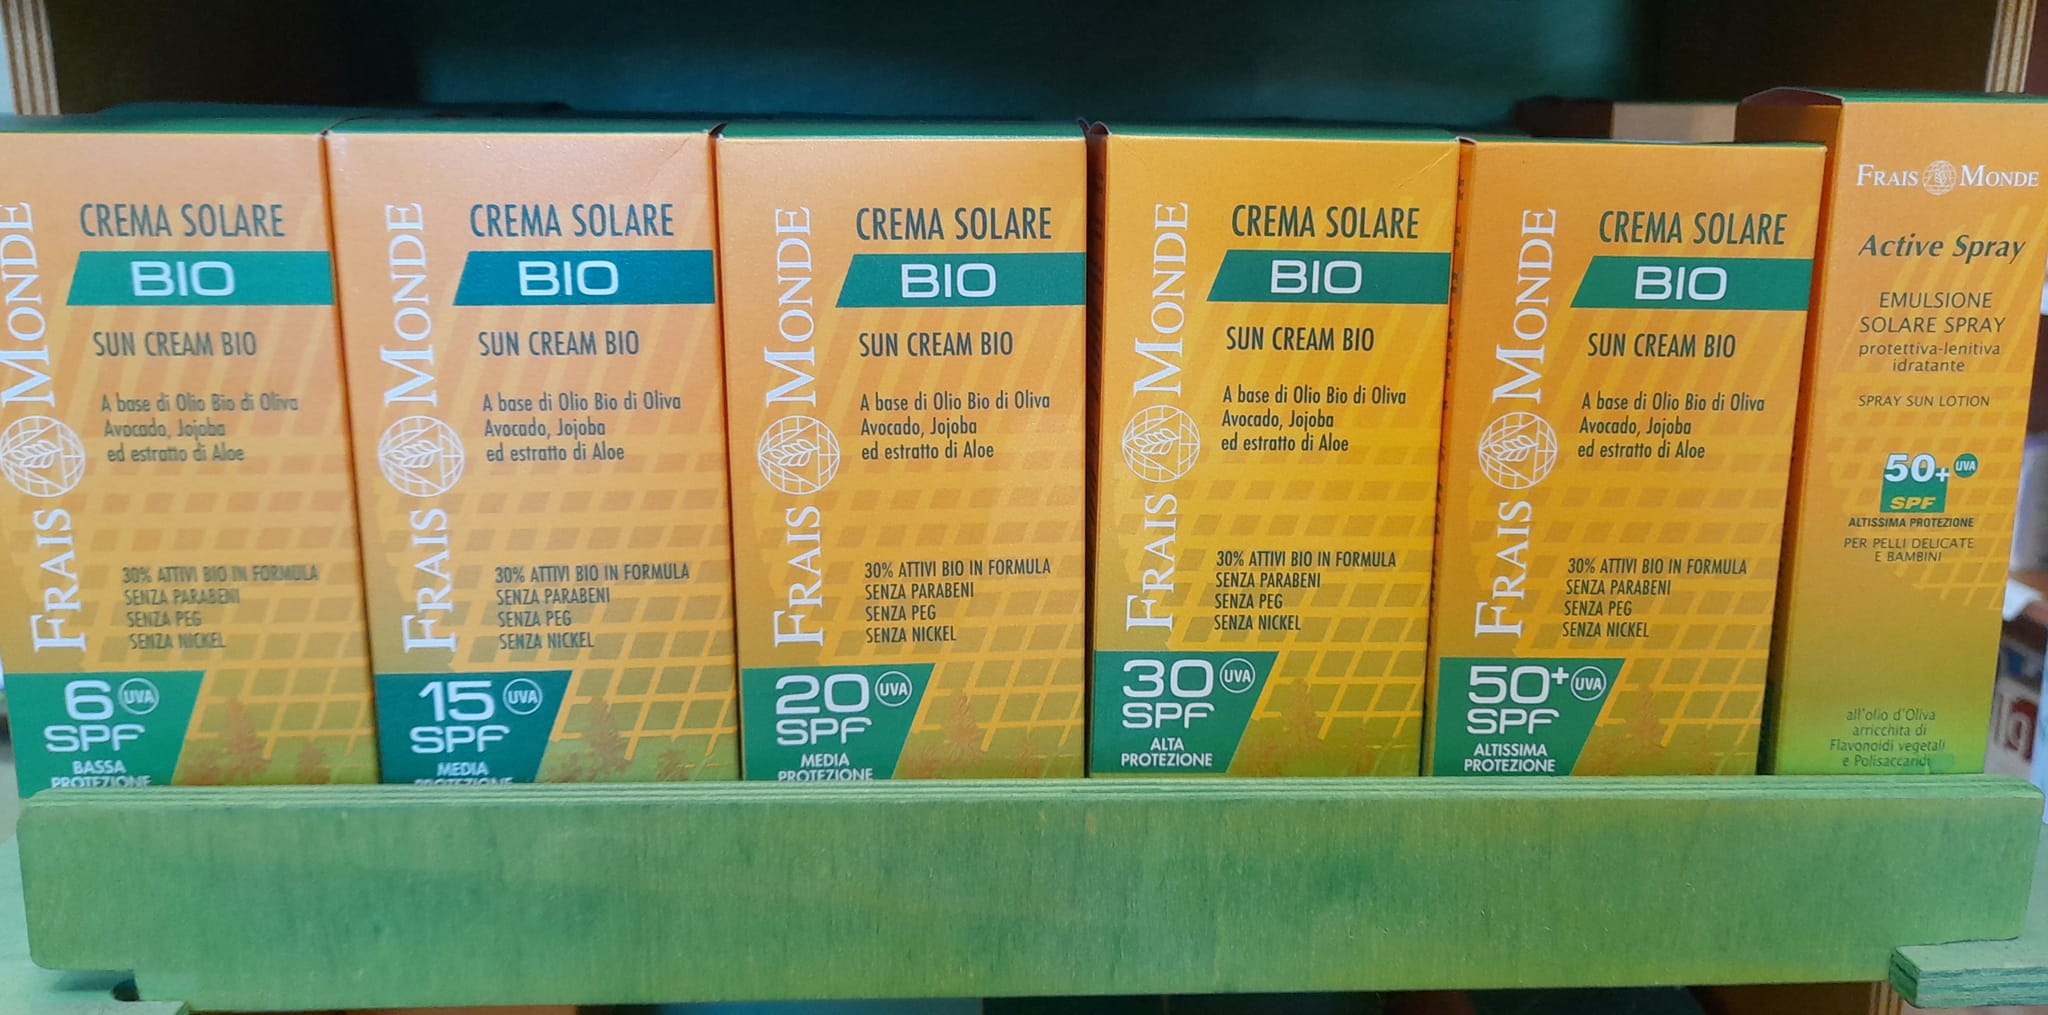 FRAIS MONDE
CREMA SOLARE
BIO
SUN CREAM BIO
A base di Olio Bio di Oliva
Avocado, Jojoba
ed estratto di Aloe
30% ATTIVI BIO IN FORMULA
SENZA PARABENI
SENZA PEG
SENZA NICKEL
6 UVA
SPF
BASSA
PROTEZIONE
FRAIS MONDE
CREMA SOLARE
BIO
SUN CREAM BIO
A base di Olio Bio di Oliva
Avocado, Jojoba
ed estratto di Aloe
30% ATTIVI BIO IN FORMULA
SENZA PARABENI
SENZA PEG
SENZA NICKEL
15 UVA
SPF
MEDIA
PROTEZIONE
FRAIS MONDE
CREMA SOLARE
BIO
SUN CREAM BIO
A base di Olio Bio di Oliva
Avocado, Jojoba
ed estratto di Aloe
30% ATTIVI BIO IN FORMULA
SENZA PARABENI
SENZA PEG
SENZA NICKEL
20 UVA
SPF
MEDIA
PROTEZIONE
FRAIS MONDE
CREMA SOLARE
BIO
SUN CREAM BIO
A base di Olio Bio di Oliva
Avocado, Jojoba
ed estratto di Aloe
30% ATTIVI BIO IN FORMULA
SENZA PARABENI
SENZA PEG
SENZA NICKEL
30 UVA
SPF
ALTA
PROTEZIONE
FRAIS MONDE
CREMA SOLARE
BIO
SUN CREAM BIO
A base di Olio Bio di Oliva
Avocado, Jojoba
ed estratto di Aloe
30% ATTIVI BIO IN FORMULA
SENZA PARABENI
SENZA PEG
SENZA NICKEL
50+ UVA
SPF
ALTISSIMA
PROTEZIONE
FRAIS MONDE
Active Spray
EMULSIONE
SOLARE SPRAY
protettiva-lenitiva
idratante
SPRAY SUN LOTION
50+ UVA
SPF
ALTISSIMA PROTEZIONE
PER PELLI DELICATE
E BAMBINI
all'olio d'Oliva
arricchita di
Flavonoidi vegetali
e Polisaccaridi